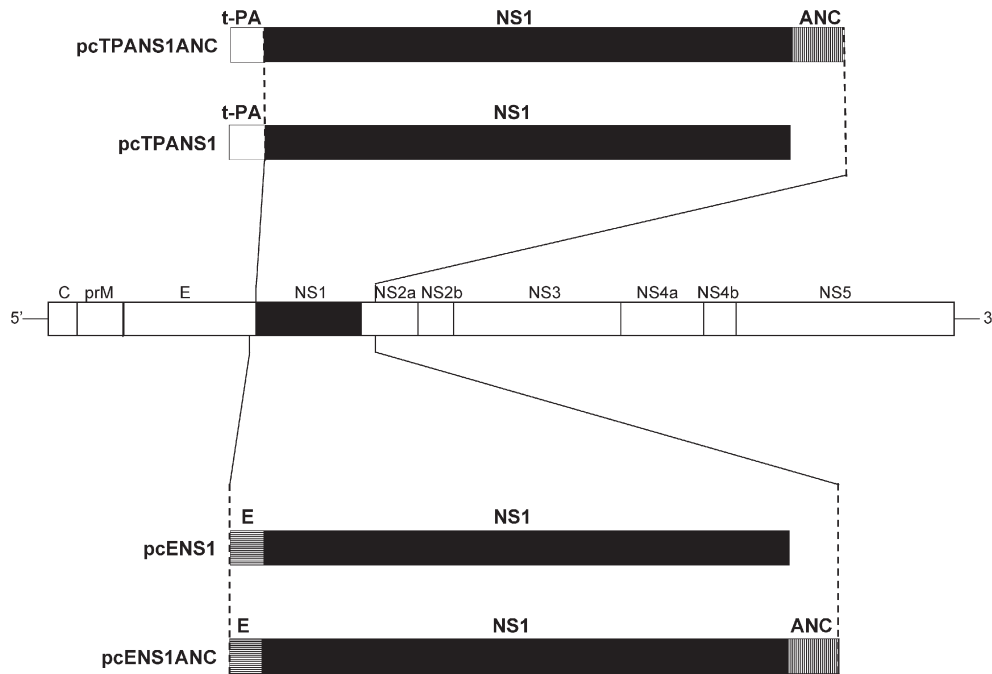 t-PA NS1 ANC
pcTPANS1ANC
t-PA NS1
pcTPANS1
C prM E NS1 NS2a NS2b NS3 NS4a NS4b NS5
5’ 3
E NS1
pcENS1
E NS1 ANC
pcENS1ANC